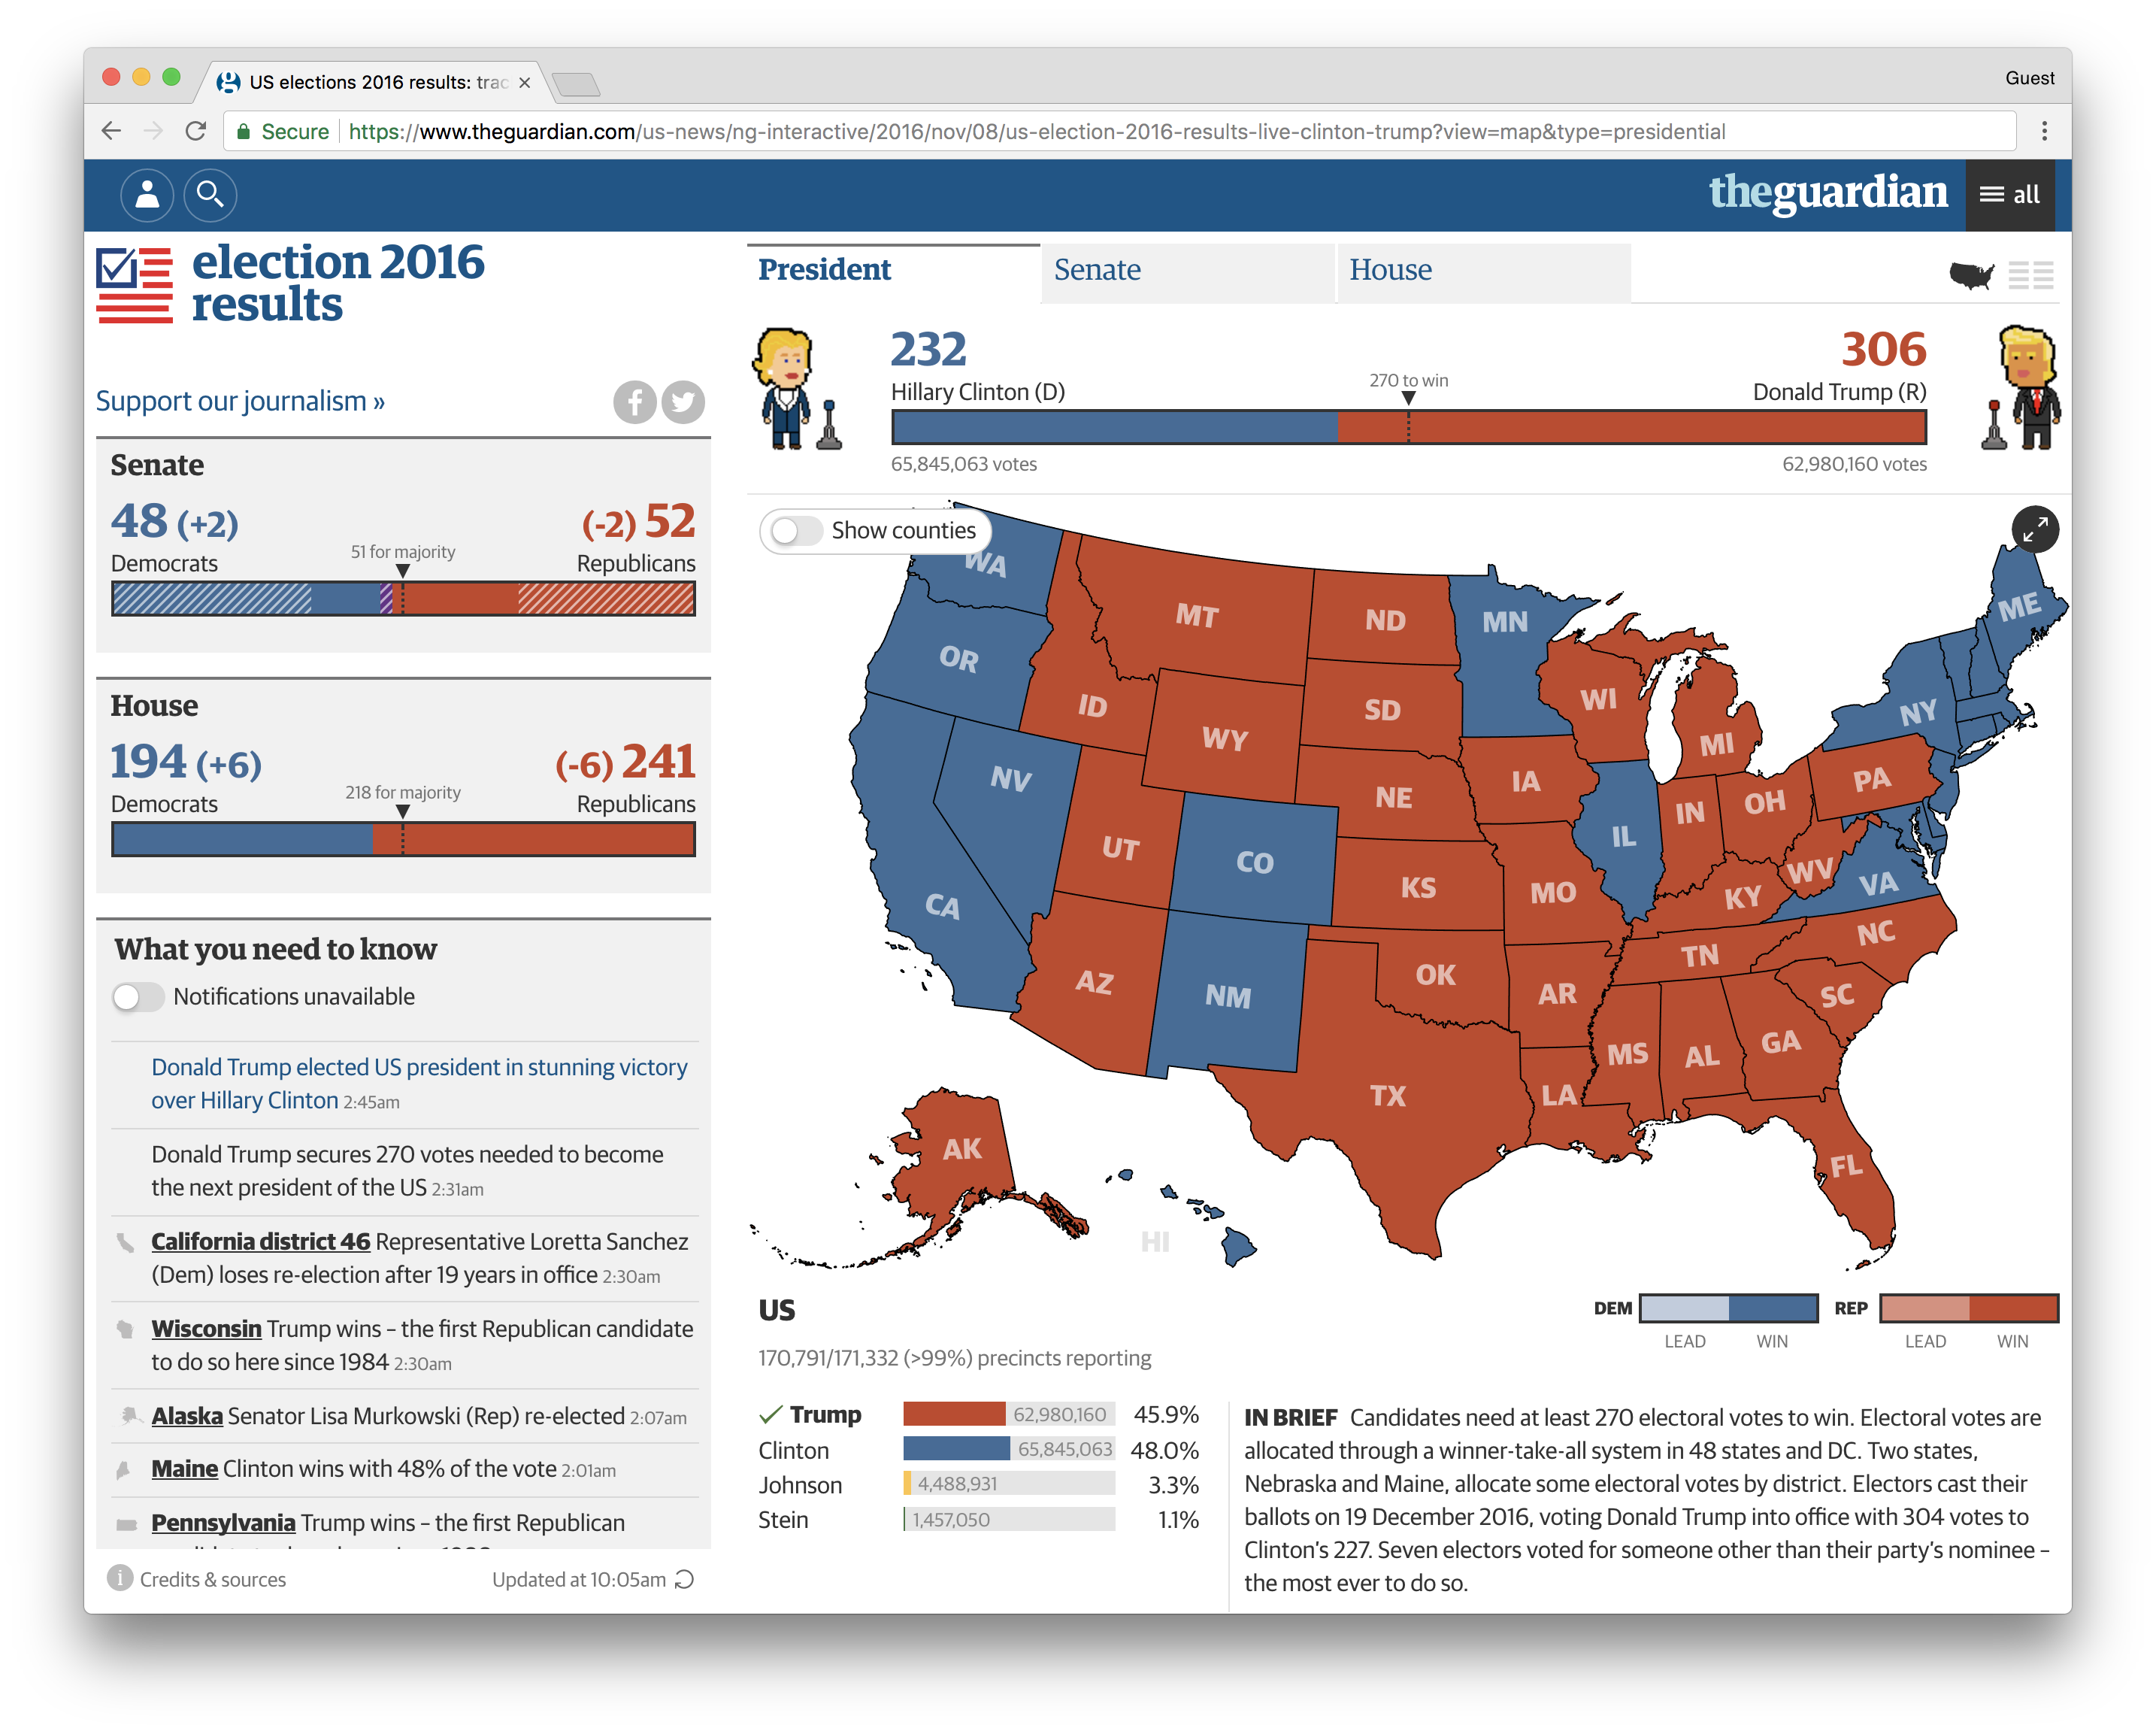 US elections 2016 results: trac
Guest
Secure
https://www.theguardian.com/us-news/ng-interactive/2016/nov/08/us-election-2016-results-live-clinton-trump?view=map&type=presidential
theguardian
all
election 2016
results
Support our journalism »
Senate
48 (+2)
(-2) 52
Democrats
51 for majority
Republicans
House
194 (+6)
(-6) 241
Democrats
218 for majority
Republicans
What you need to know
Notifications unavailable
Donald Trump elected US president in stunning victory
over Hillary Clinton 2:45am
Donald Trump secures 270 votes needed to become
the next president of the US 2:31am
California district 46 Representative Loretta Sanchez
(Dem) loses re-election after 19 years in office 2:30am
Wisconsin Trump wins – the first Republican candidate
to do so here since 1984 2:30am
Alaska Senator Lisa Murkowski (Rep) re-elected 2:07am
Maine Clinton wins with 48% of the vote 2:01am
Pennsylvania Trump wins – the first Republican
Credits & sources
Updated at 10:05am
President
Senate
House
232
306
Hillary Clinton (D)
270 to win
Donald Trump (R)
65,845,063 votes
62,980,160 votes
Show counties
WA
MT
ND
MN
ME
OR
ID
WY
SD
WI
MI
NY
NV
NE
IA
PA
UT
CO
IL
IN
OH
CA
KS
MO
KY
WV
VA
AZ
NM
OK
AR
TN
NC
SC
MS
AL
GA
TX
LA
FL
AK
HI
US
DEM
REP
LEAD
WIN
LEAD
WIN
170,791/171,332 (>99%) precincts reporting
Trump 62,980,160 45.9%
Clinton 65,845,063 48.0%
Johnson 4,488,931 3.3%
Stein 1,457,050 1.1%
IN BRIEF Candidates need at least 270 electoral votes to win. Electoral votes are
allocated through a winner-take-all system in 48 states and DC. Two states,
Nebraska and Maine, allocate some electoral votes by district. Electors cast their
ballots on 19 December 2016, voting Donald Trump into office with 304 votes to
Clinton's 227. Seven electors voted for someone other than their party's nominee –
the most ever to do so.